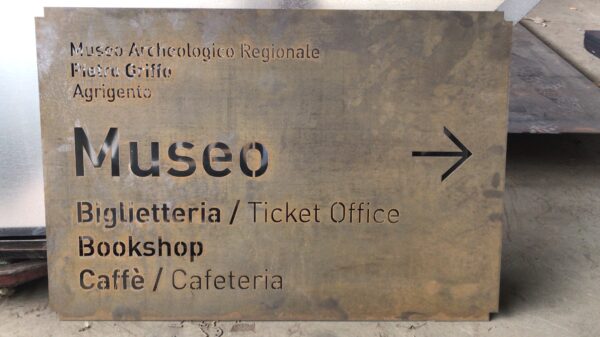 Museo Archeologico Regionale
Pietro Griffo
Agrigento
Museo →
Biglietteria / Ticket Office
Bookshop
Caffè / Cafeteria